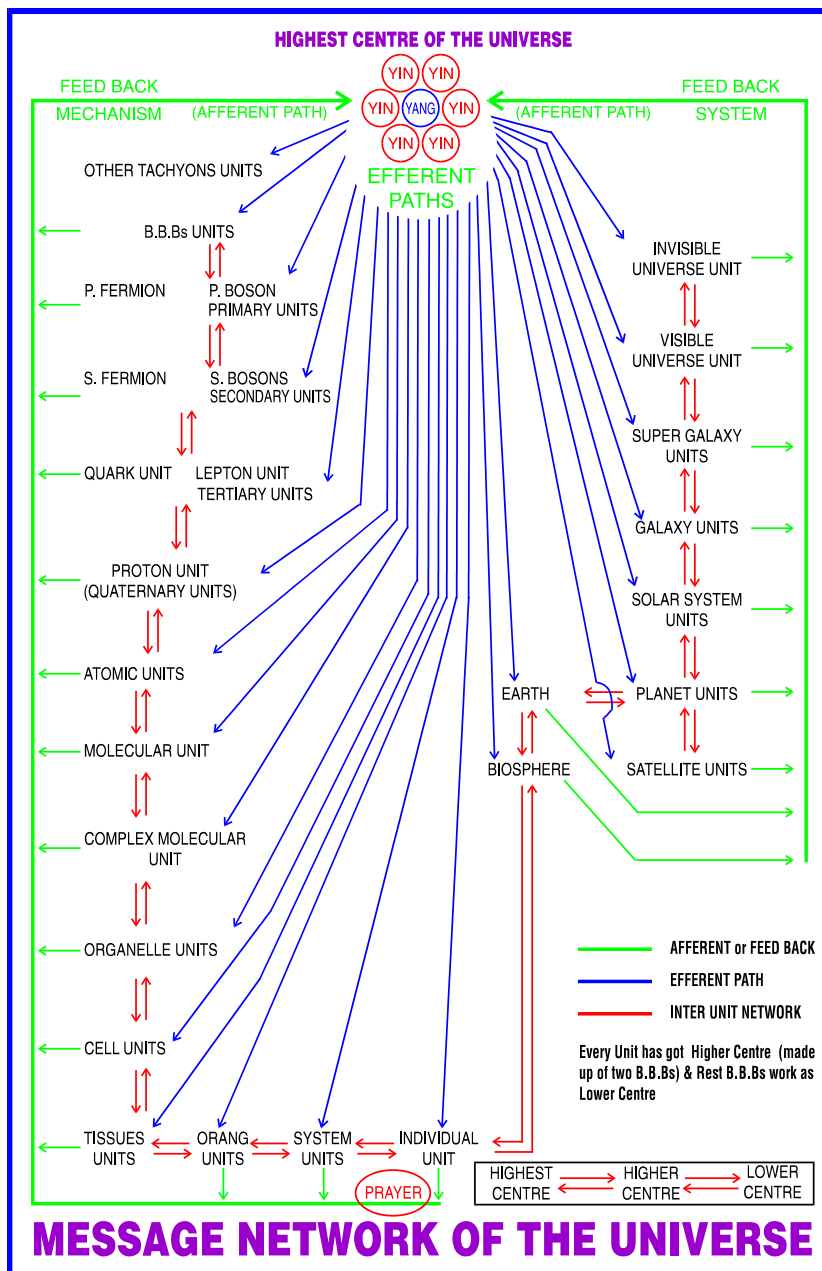 HIGHEST CENTRE OF THE UNIVERSE
YIN YIN
YIN YANG YIN
YIN YIN
FEED BACK
MECHANISM (AFFERENT PATH)
FEED BACK
(AFFERENT PATH) SYSTEM
EFFERENT
PATHS
OTHER TACHYONS UNITS
B.B.Bs UNITS
P. FERMION P. BOSON
PRIMARY UNITS
S. FERMION S. BOSONS
SECONDARY UNITS
QUARK UNIT LEPTON UNIT
TERTIARY UNITS
PROTON UNIT
(QUATERNARY UNITS)
ATOMIC UNITS
MOLECULAR UNIT
COMPLEX MOLECULAR
UNIT
ORGANELLE UNITS
CELL UNITS
TISSUES
UNITS
ORANG
UNITS
SYSTEM
UNITS
INDIVIDUAL
UNIT
PRAYER
INVISIBLE
UNIVERSE UNIT
VISIBLE
UNIVERSE UNIT
SUPER GALAXY
UNITS
GALAXY UNITS
SOLAR SYSTEM
UNITS
EARTH PLANET UNITS
BIOSPHERE SATELLITE UNITS
AFFERENT or FEED BACK
EFFERENT PATH
INTER UNIT NETWORK
Every Unit has got Higher Centre (made
up of two B.B.Bs) & Rest B.B.Bs work as
Lower Centre
HIGHEST HIGHER LOWER
CENTRE CENTRE CENTRE
MESSAGE NETWORK OF THE UNIVERSE